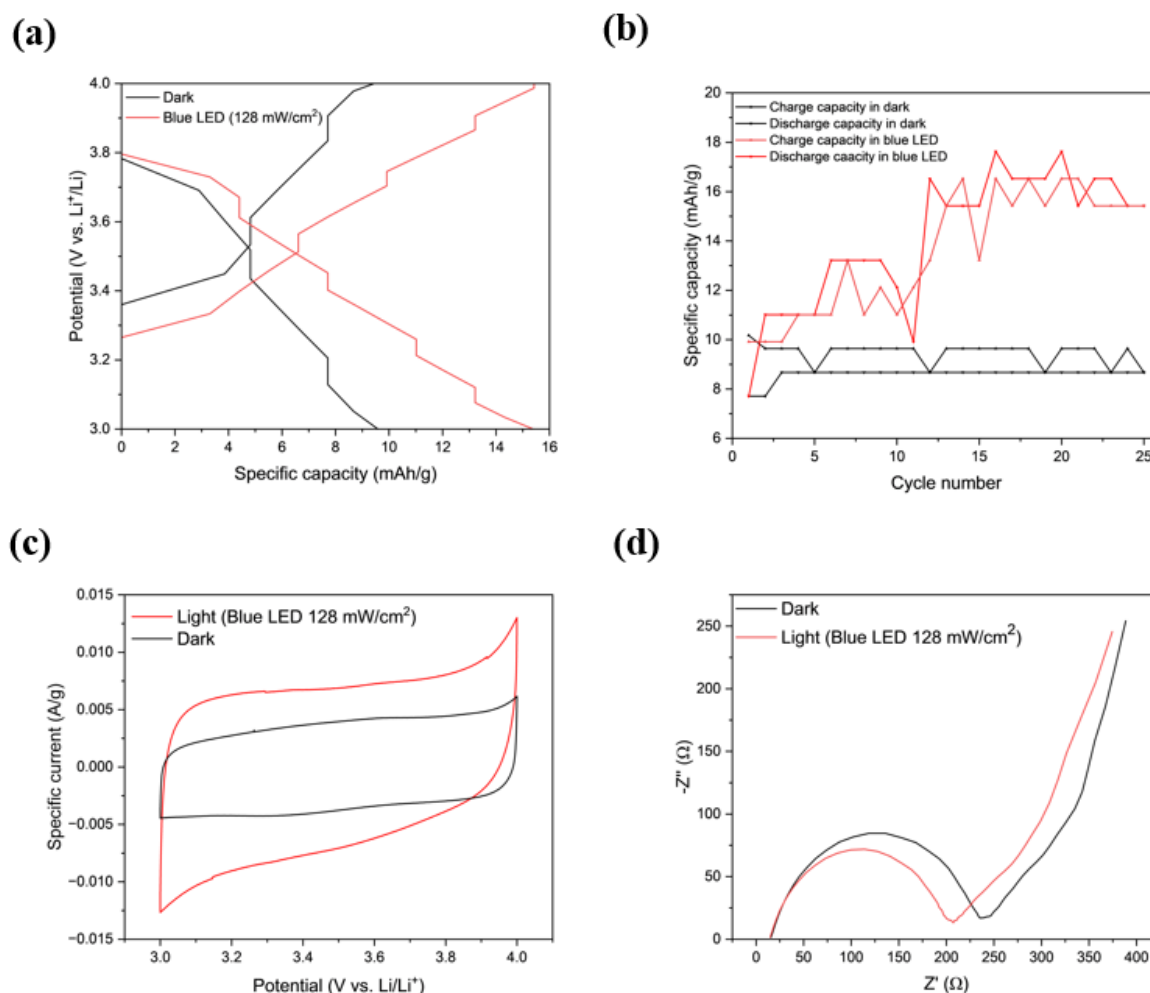 (a)
4.0
3.8
3.6
3.4
3.2
3.0
Potential (V vs. Li⁺/Li)
Dark
Blue LED (128 mW/cm²)
0 2 4 6 8 10 12 14 16
Specific capacity (mAh/g)
(b)
20
18
16
14
12
10
8
6
Specific capacity (mAh/g)
Charge capacity in dark
Discharge capacity in dark
Charge capacity in blue LED
Discharge caacity in blue LED
0 5 10 15 20 25
Cycle number
(c)
0.015
0.010
0.005
0.000
−0.005
−0.010
−0.015
Specific current (A/g)
Light (Blue LED 128 mW/cm²)
Dark
3.0 3.2 3.4 3.6 3.8 4.0
Potential (V vs. Li/Li⁺)
(d)
250
200
150
100
50
0
-Z" (Ω)
Dark
Light (Blue LED 128 mW/cm²)
0 50 100 150 200 250 300 350 400
Z' (Ω)